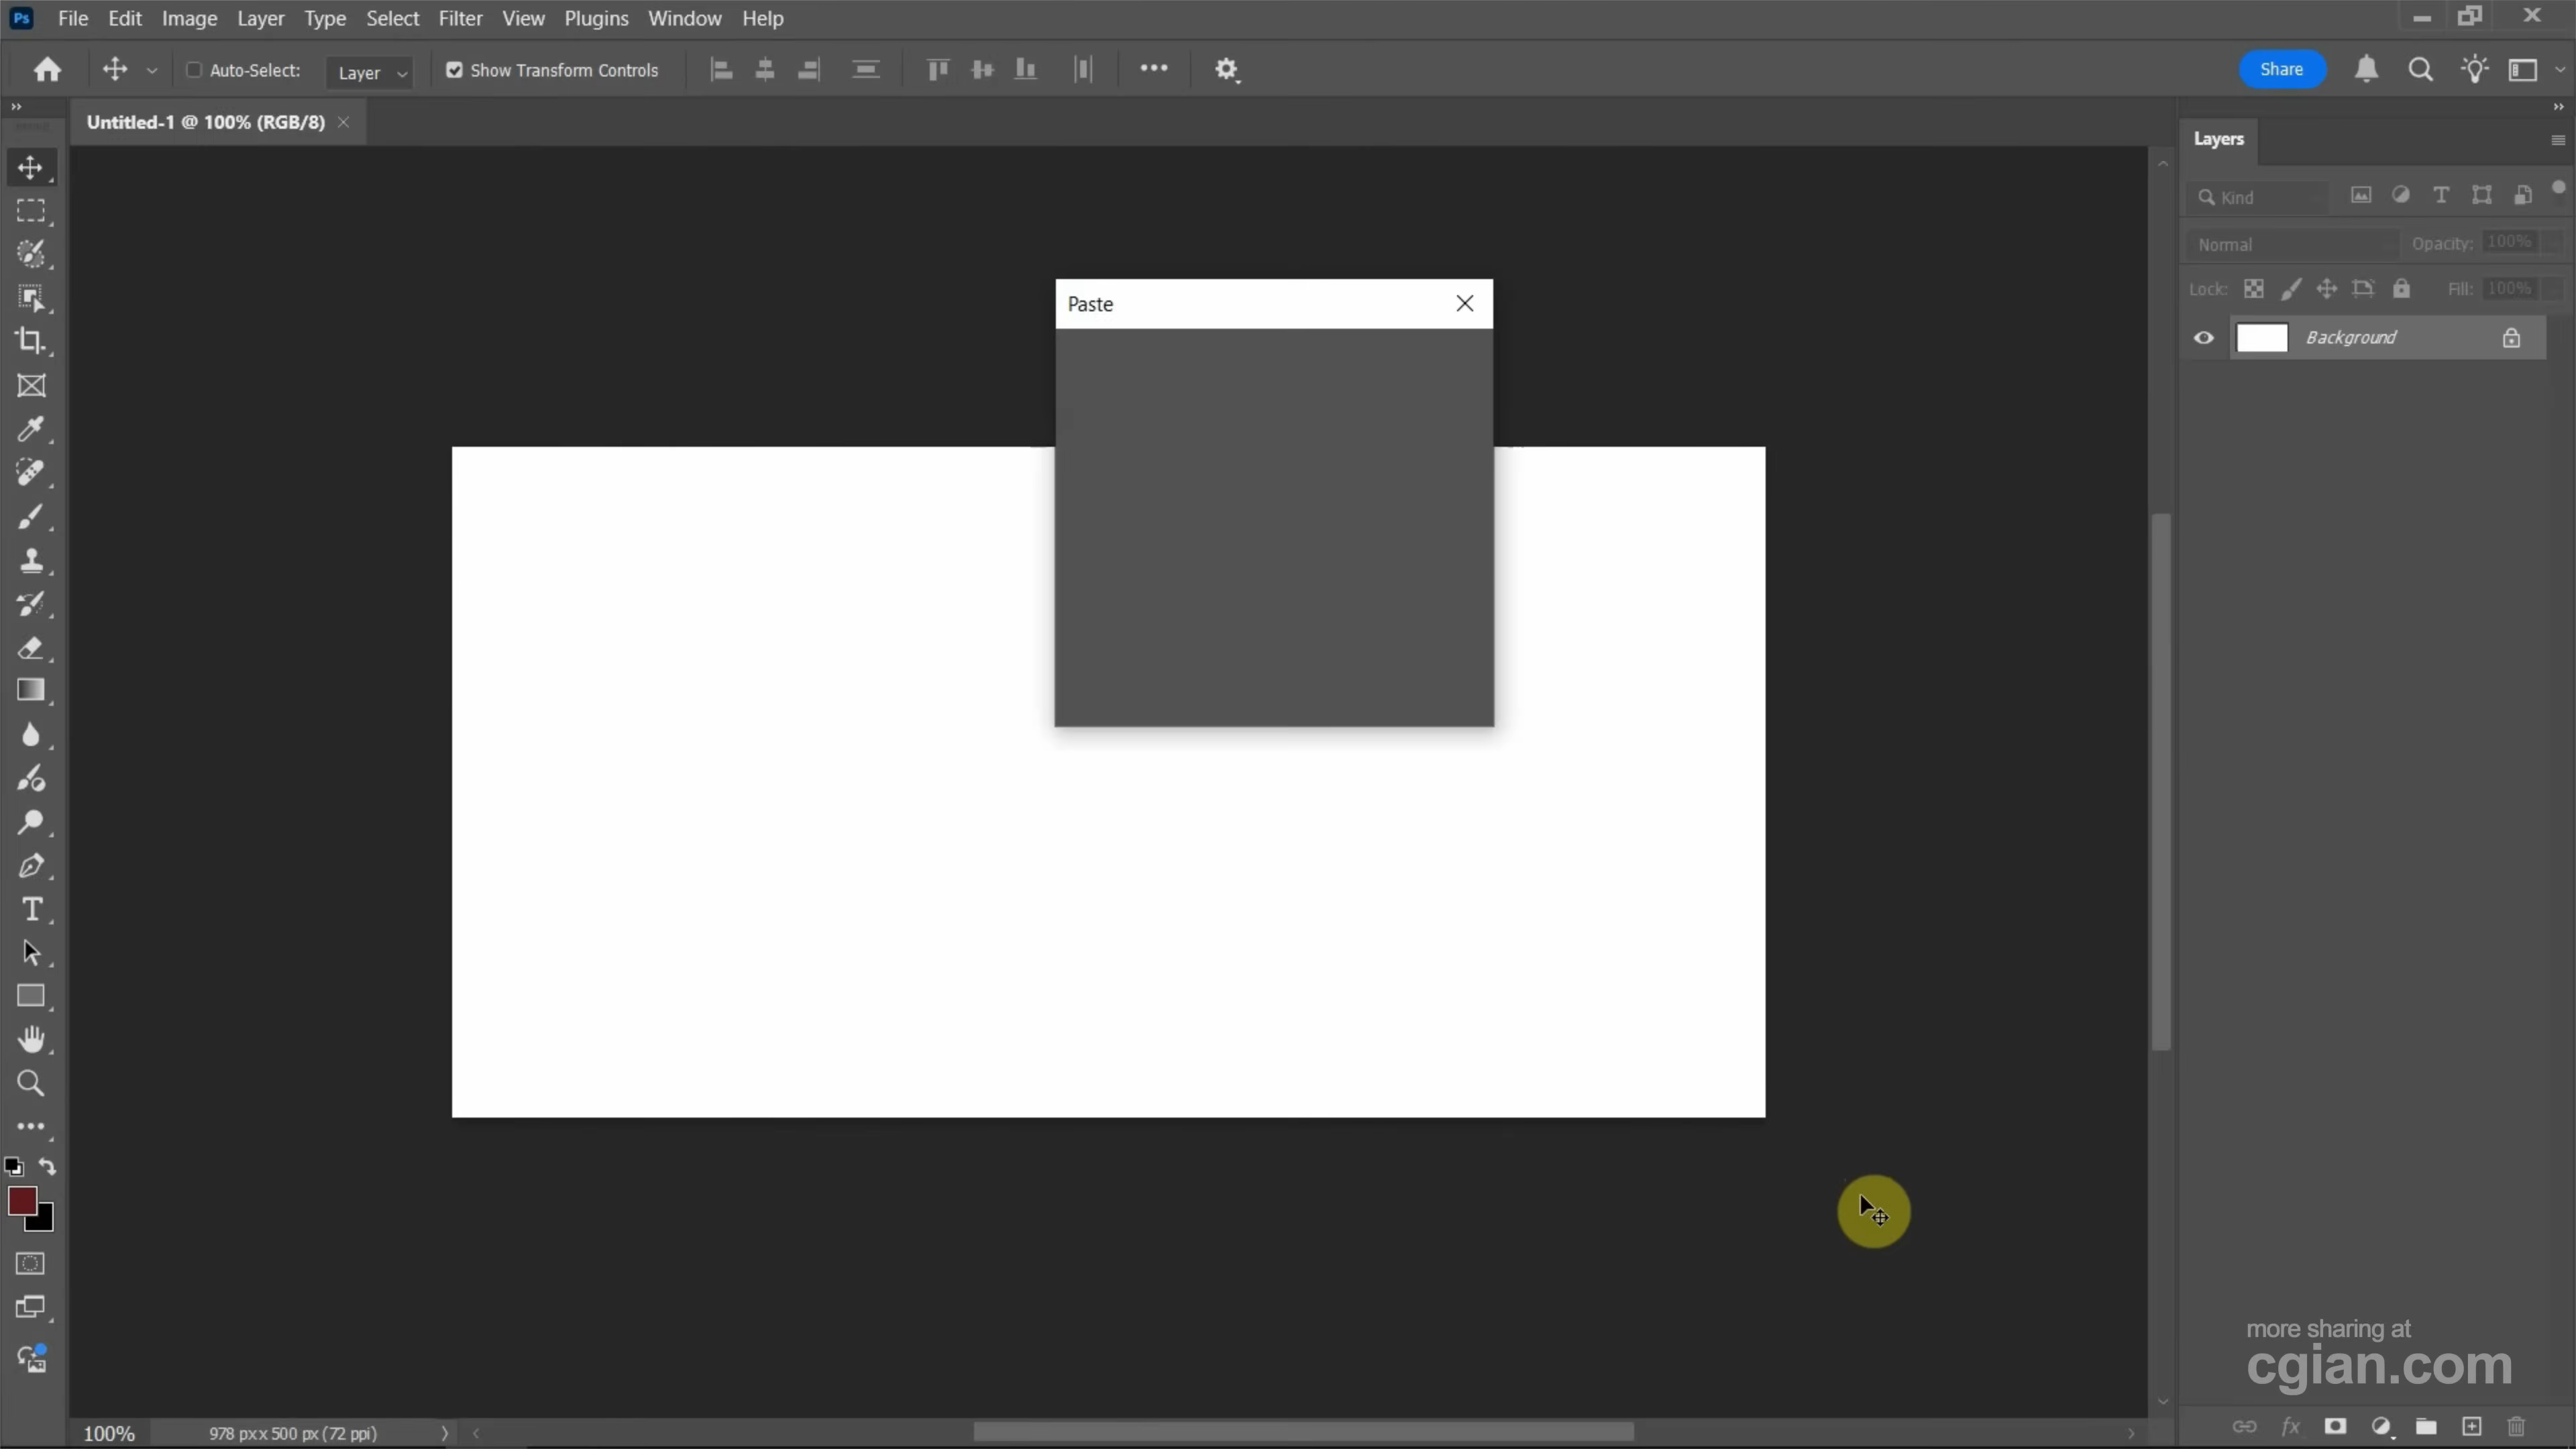 Ps File Edit Image Layer Type Select Filter View Plugins Window Help
Auto-Select: Layer Show Transform Controls Share
Untitled-1 @ 100% (RGB/8)
Layers
Kind
Normal Opacity: 100%
Lock: Fill: 100%
Background
Paste
more sharing at
cgian.com
100% 978 px x 500 px (72 ppi)
fx